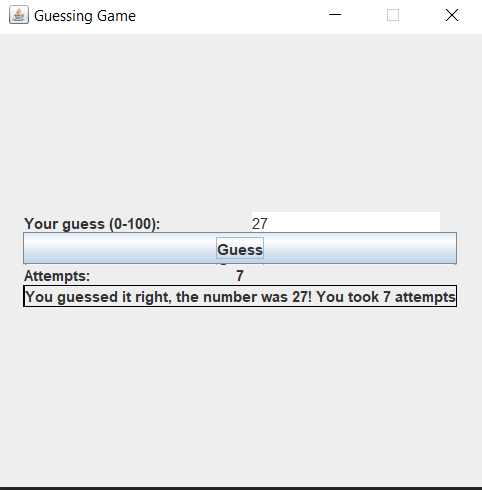 Guessing Game
Your guess (0-100): 27
Guess
Attempts: 7
You guessed it right, the number was 27! You took 7 attempts